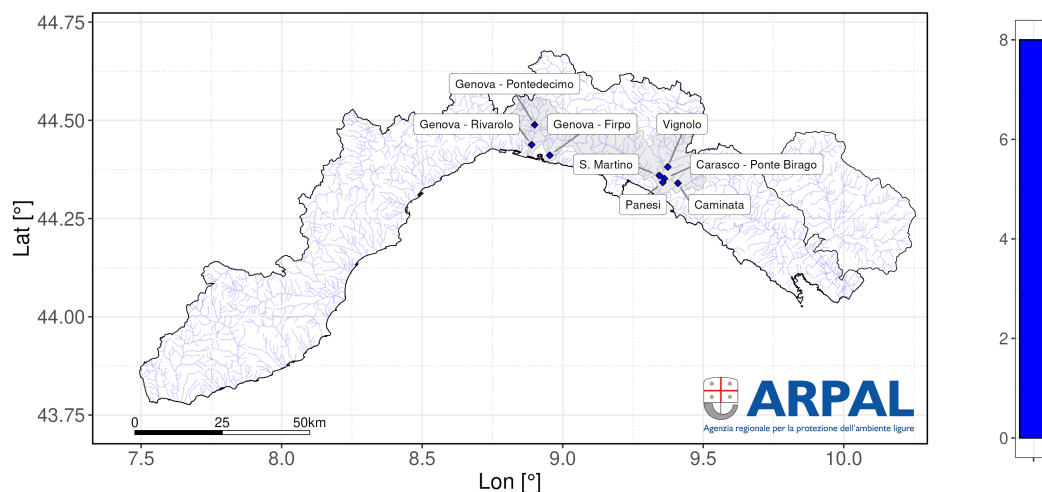 44.75
44.50
44.25
44.00
43.75
Lat [°]
Genova - Pontedecimo
Genova - Rivarolo
Genova - Firpo
Vignolo
S. Martino
Carasco - Ponte Birago
Panesi
Caminata
0 25 50km
ARPAL
Agenzia regionale per la protezione dell'ambiente ligure
7.5 8.0 8.5 9.0 9.5 10.0
Lon [°]
8
6
4
2
0